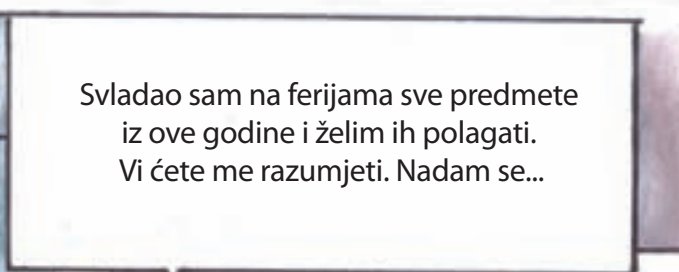 Svladao sam na ferijama sve predmete
iz ove godine i želim ih polagati.
Vi ćete me razumjeti. Nadam se...